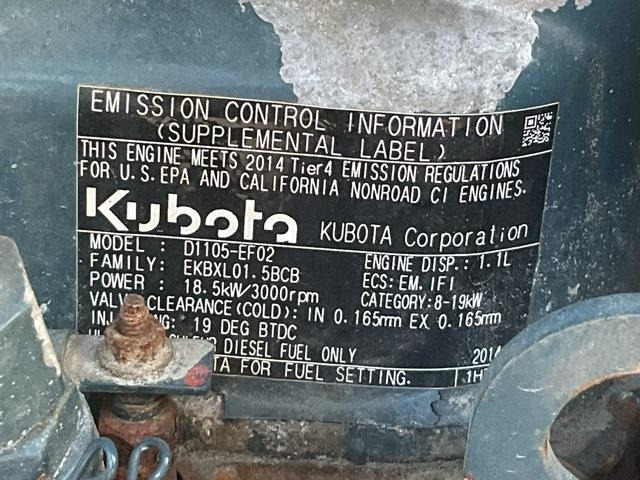 EMISSION CONTROL INFORMATION
(SUPPLEMENTAL LABEL)
THIS ENGINE MEETS 2014 Tier4 EMISSION REGULATIONS
FOR U.S. EPA AND CALIFORNIA NONROAD CI ENGINES.
Kubota KUBOTA Corporation
MODEL : D1105-EF02 ENGINE DISP.: 1.1L
FAMILY: EKBXL01.5BCB ECS: EM, IFI
POWER : 18.5kW/3000rpm CATEGORY: 8-19kW
VALVE CLEARANCE (COLD): IN 0.165mm EX 0.165mm
19 DEG BTDC
DIESEL FUEL ONLY 2014
FOR FUEL SETTING.